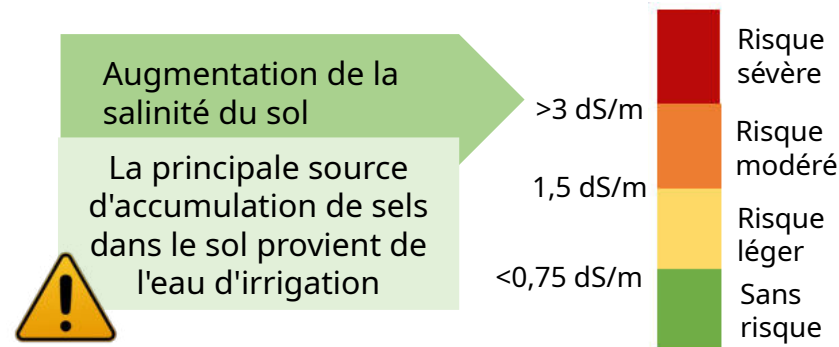 Augmentation de la
salinité du sol
La principale source
d'accumulation de sels
dans le sol provient de
l'eau d'irrigation
>3 dS/m
1,5 dS/m
<0,75 dS/m
Risque
sévère
Risque
modéré
Risque
léger
Sans
risque